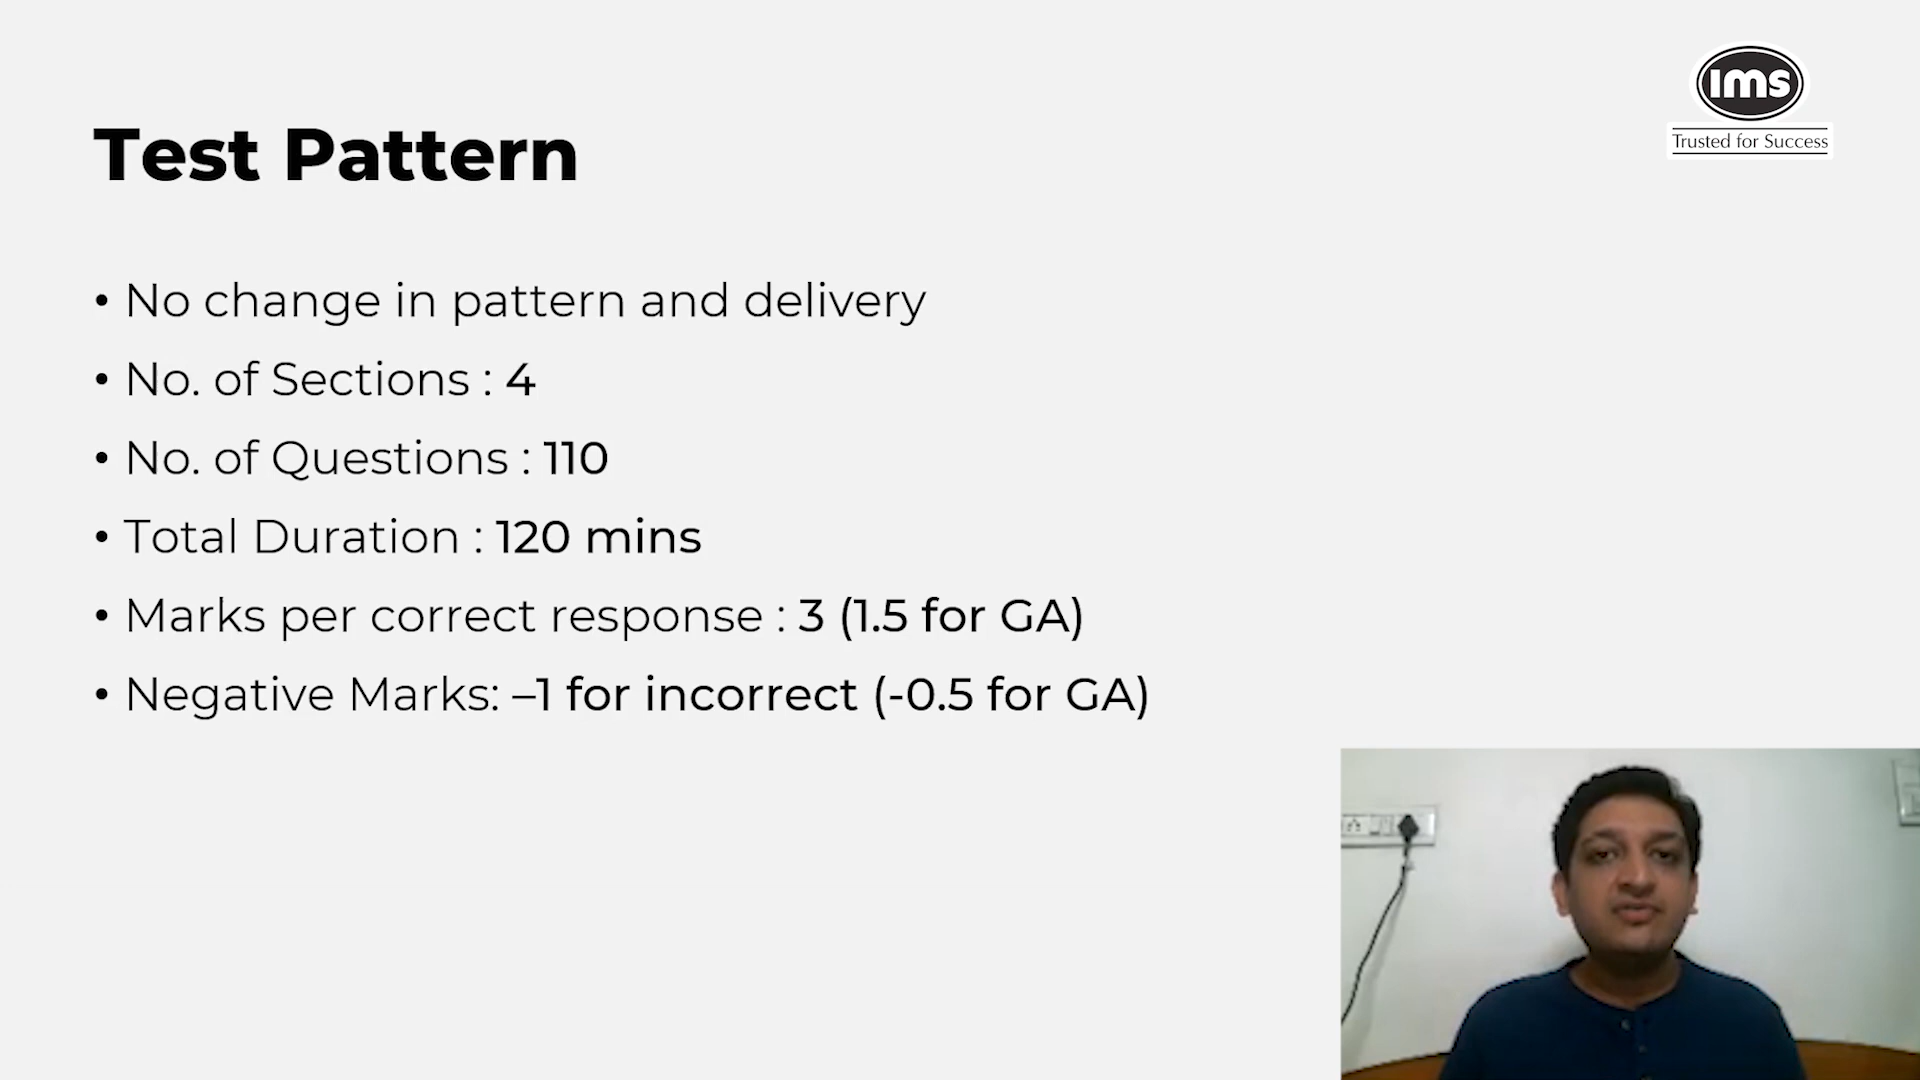 ims
Trusted for Success
Test Pattern
• No change in pattern and delivery
• No. of Sections : 4
• No. of Questions : 110
• Total Duration : 120 mins
• Marks per correct response : 3 (1.5 for GA)
• Negative Marks: –1 for incorrect (-0.5 for GA)